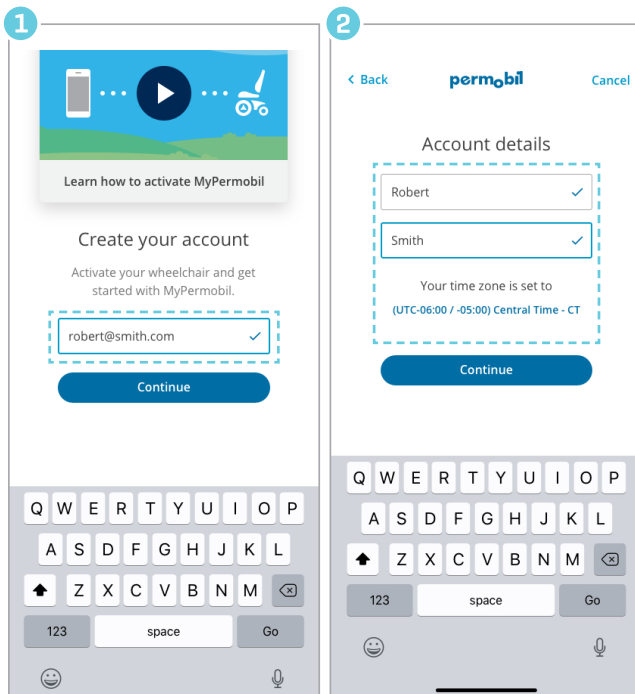 1
Learn how to activate MyPermobil
Create your account
Activate your wheelchair and get
started with MyPermobil.
robert@smith.com
Continue
Q W E R T Y U I O P
A S D F G H J K L
Z X C V B N M
123 space Go
2
< Back permobil Cancel
Account details
Robert
Smith
Your time zone is set to
(UTC-06:00 / -05:00) Central Time - CT
Continue
Q W E R T Y U I O P
A S D F G H J K L
Z X C V B N M
123 space Go